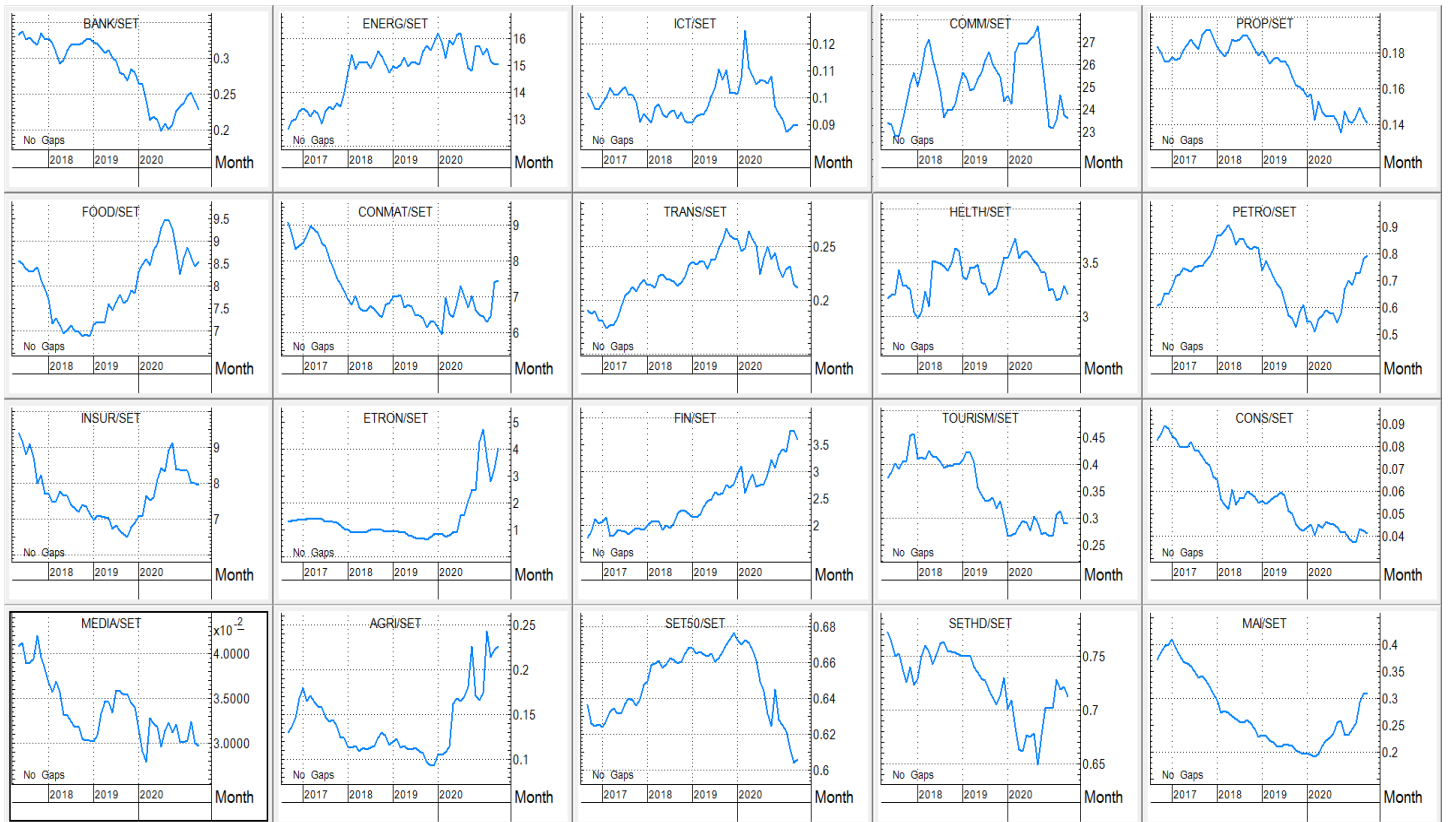 BANK/SET
0.3
0.25
0.2
No Gaps
2018 2019 2020
Month
ENERG/SET
16
15
14
13
No Gaps
2017 2018 2019 2020
Month
ICT/SET
0.12
0.11
0.1
0.09
No Gaps
2017 2018 2019 2020
Month
COMM/SET
27
26
25
24
23
No Gaps
2018 2019 2020
Month
PROP/SET
0.18
0.16
0.14
No Gaps
2017 2018 2019 2020
Month
FOOD/SET
9.5
9
8.5
8
7.5
7
No Gaps
2018 2019 2020
Month
CONMAT/SET
9
8
7
6
No Gaps
2017 2018 2019 2020
Month
TRANS/SET
0.25
0.2
No Gaps
2017 2018 2019 2020
Month
HELTH/SET
3.5
3
No Gaps
2018 2019 2020
Month
PETRO/SET
0.9
0.8
0.7
0.6
0.5
No Gaps
2017 2018 2019 2020
Month
INSUR/SET
9
8
7
No Gaps
2018 2019 2020
Month
ETRON/SET
5
4
3
2
1
No Gaps
2017 2018 2019 2020
Month
FIN/SET
3.5
3
2.5
2
No Gaps
2017 2018 2019 2020
Month
TOURISM/SET
0.45
0.4
0.35
0.3
0.25
No Gaps
2018 2019 2020
Month
CONS/SET
0.09
0.08
0.07
0.06
0.05
0.04
No Gaps
2017 2018 2019 2020
Month
MEDIA/SET
x10-2
4.0000
3.5000
3.0000
No Gaps
2018 2019 2020
Month
AGRI/SET
0.25
0.2
0.15
0.1
No Gaps
2017 2018 2019 2020
Month
SET50/SET
0.68
0.66
0.64
0.62
0.6
No Gaps
2017 2018 2019 2020
Month
SETHD/SET
0.75
0.7
0.65
No Gaps
2018 2019 2020
Month
MAI/SET
0.4
0.35
0.3
0.25
0.2
No Gaps
2017 2018 2019 2020
Month